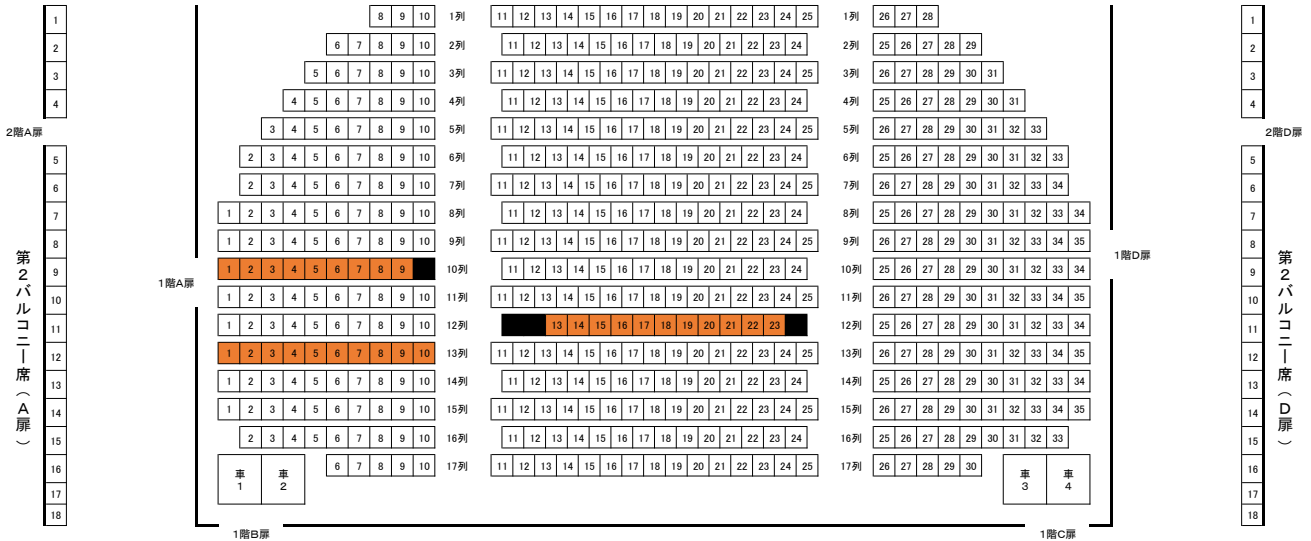 1 8 9 10 1列 11 12 13 14 15 16 17 18 19 20 21 22 23 24 25 1列 26 27 28 1
2 6 7 8 9 10 2列 11 12 13 14 15 16 17 18 19 20 21 22 23 24 2列 25 26 27 28 29 2
3 5 6 7 8 9 10 3列 11 12 13 14 15 16 17 18 19 20 21 22 23 24 25 3列 26 27 28 29 30 31 3
4 4 5 6 7 8 9 10 4列 11 12 13 14 15 16 17 18 19 20 21 22 23 24 4列 25 26 27 28 29 30 31 4
2階A扉 3 4 5 6 7 8 9 10 5列 11 12 13 14 15 16 17 18 19 20 21 22 23 24 25 5列 26 27 28 29 30 31 32 33 2階D扉
5 2 3 4 5 6 7 8 9 10 6列 11 12 13 14 15 16 17 18 19 20 21 22 23 24 6列 25 26 27 28 29 30 31 32 33 5
6 2 3 4 5 6 7 8 9 10 7列 11 12 13 14 15 16 17 18 19 20 21 22 23 24 25 7列 26 27 28 29 30 31 32 33 34 6
7 1 2 3 4 5 6 7 8 9 10 8列 11 12 13 14 15 16 17 18 19 20 21 22 23 24 8列 25 26 27 28 29 30 31 32 33 34 7
8 1 2 3 4 5 6 7 8 9 10 9列 11 12 13 14 15 16 17 18 19 20 21 22 23 24 25 9列 26 27 28 29 30 31 32 33 34 35 8
1階D扉
9 1 2 3 4 5 6 7 8 9 10列 11 12 13 14 15 16 17 18 19 20 21 22 23 24 10列 25 26 27 28 29 30 31 32 33 34 9
1階A扉
10 1 2 3 4 5 6 7 8 9 10 11列 11 12 13 14 15 16 17 18 19 20 21 22 23 24 25 11列 26 27 28 29 30 31 32 33 34 35 10
11 1 2 3 4 5 6 7 8 9 10 12列 13 14 15 16 17 18 19 20 21 22 23 12列 25 26 27 28 29 30 31 32 33 34 11
12 1 2 3 4 5 6 7 8 9 10 13列 11 12 13 14 15 16 17 18 19 20 21 22 23 24 25 13列 26 27 28 29 30 31 32 33 34 35 12
13 1 2 3 4 5 6 7 8 9 10 14列 11 12 13 14 15 16 17 18 19 20 21 22 23 24 14列 25 26 27 28 29 30 31 32 33 34 13
14 1 2 3 4 5 6 7 8 9 10 15列 11 12 13 14 15 16 17 18 19 20 21 22 23 24 25 15列 26 27 28 29 30 31 32 33 34 35 14
15 2 3 4 5 6 7 8 9 10 16列 11 12 13 14 15 16 17 18 19 20 21 22 23 24 16列 25 26 27 28 29 30 31 32 33 15
16 6 7 8 9 10 17列 11 12 13 14 15 16 17 18 19 20 21 22 23 24 25 17列 26 27 28 29 30 16
車1 車2 車3 車4
17 17
18 18
第2バルコニー席（A扉）
第2バルコニー席（D扉）
1階B扉 1階C扉